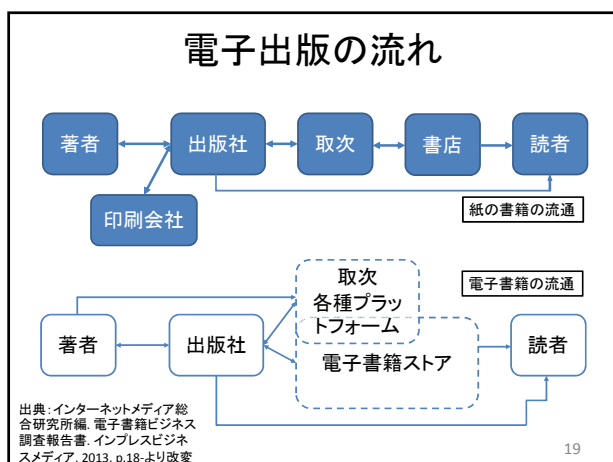 電子出版の流れ
著者
出版社
取次
書店
読者
印刷会社
紙の書籍の流通
電子書籍の流通
取次
各種プラッ
トフォーム
著者
出版社
電子書籍ストア
読者
出典：インターネットメディア総
合研究所編. 電子書籍ビジネス
調査報告書. インプレスビジネ
スメディア, 2013, p.18-より改変
19